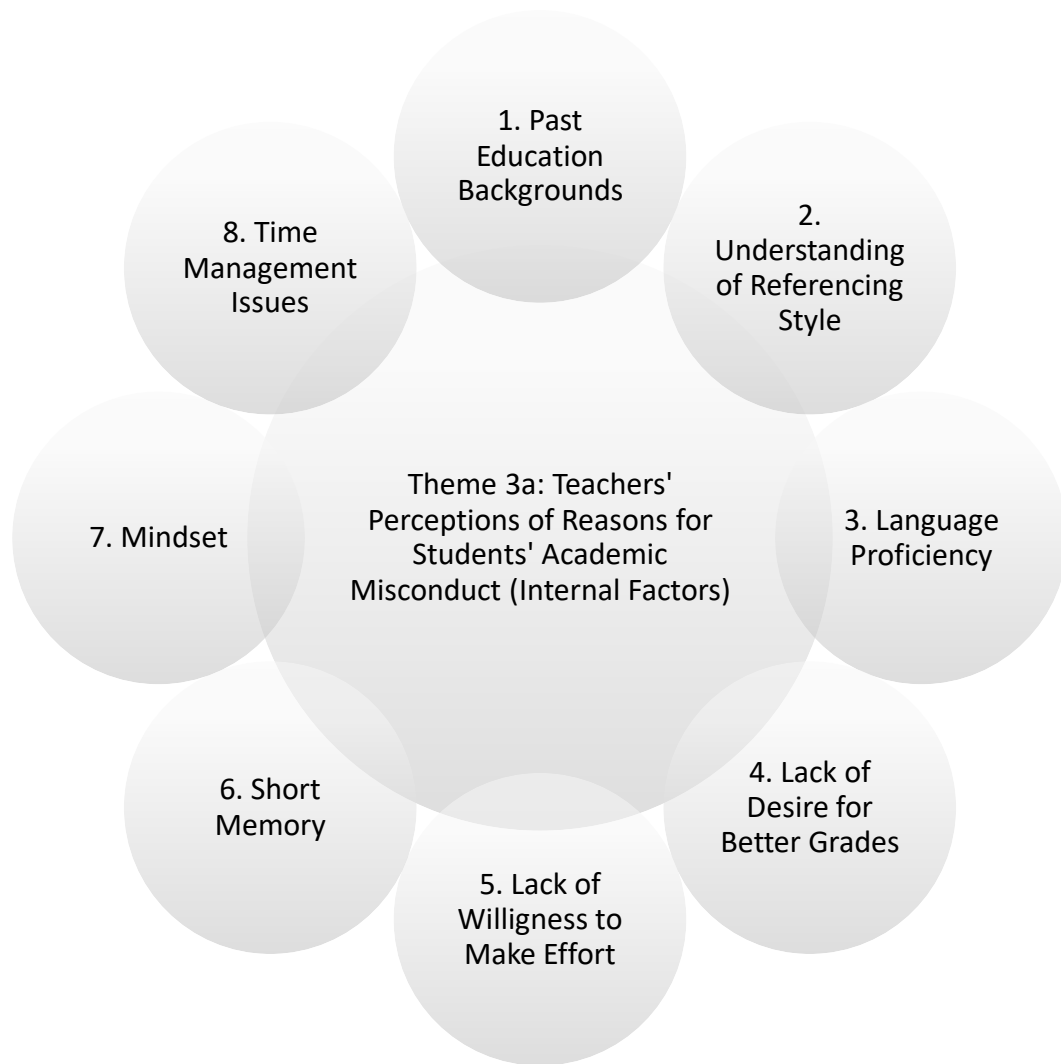 1. Past
Education
Backgrounds
2.
Understanding
of Referencing
Style
3. Language
Proficiency
4. Lack of
Desire for
Better Grades
5. Lack of
Willigness to
Make Effort
6. Short
Memory
7. Mindset
8. Time
Management
Issues
Theme 3a: Teachers'
Perceptions of Reasons for
Students' Academic
Misconduct (Internal Factors)